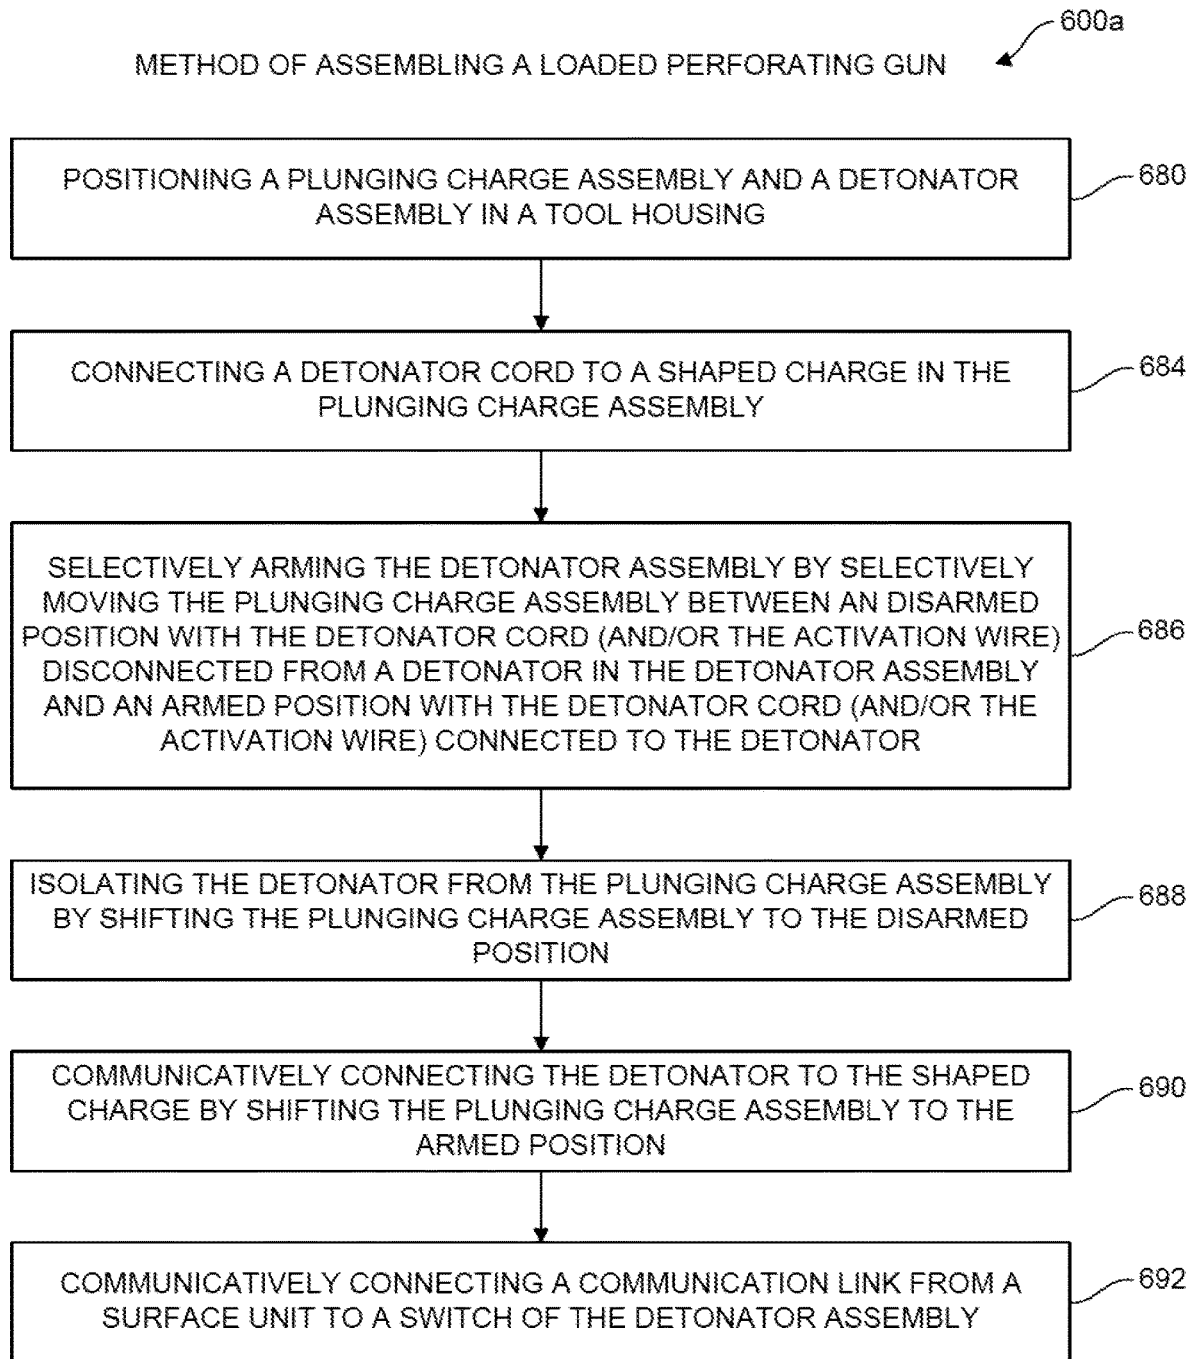 600a
METHOD OF ASSEMBLING A LOADED PERFORATING GUN
POSITIONING A PLUNGING CHARGE ASSEMBLY AND A DETONATOR
ASSEMBLY IN A TOOL HOUSING
680
CONNECTING A DETONATOR CORD TO A SHAPED CHARGE IN THE
PLUNGING CHARGE ASSEMBLY
684
SELECTIVELY ARMING THE DETONATOR ASSEMBLY BY SELECTIVELY
MOVING THE PLUNGING CHARGE ASSEMBLY BETWEEN AN DISARMED
POSITION WITH THE DETONATOR CORD (AND/OR THE ACTIVATION WIRE)
DISCONNECTED FROM A DETONATOR IN THE DETONATOR ASSEMBLY
AND AN ARMED POSITION WITH THE DETONATOR CORD (AND/OR THE
ACTIVATION WIRE) CONNECTED TO THE DETONATOR
686
ISOLATING THE DETONATOR FROM THE PLUNGING CHARGE ASSEMBLY
BY SHIFTING THE PLUNGING CHARGE ASSEMBLY TO THE DISARMED
POSITION
688
COMMUNICATIVELY CONNECTING THE DETONATOR TO THE SHAPED
CHARGE BY SHIFTING THE PLUNGING CHARGE ASSEMBLY TO THE
ARMED POSITION
690
COMMUNICATIVELY CONNECTING A COMMUNICATION LINK FROM A
SURFACE UNIT TO A SWITCH OF THE DETONATOR ASSEMBLY
692